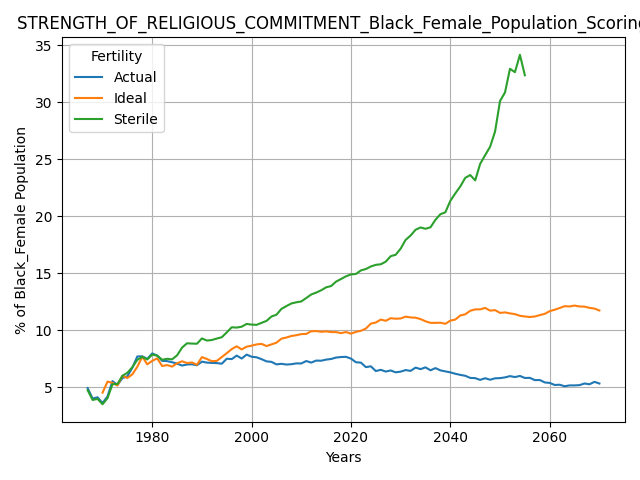 STRENGTH_OF_RELIGIOUS_COMMITMENT_Black_Female_Population_Scoring
35
30
25
20
15
10
5
% of Black_Female Population
Fertility
Actual
Ideal
Sterile
1980
2000
2020
2040
2060
Years